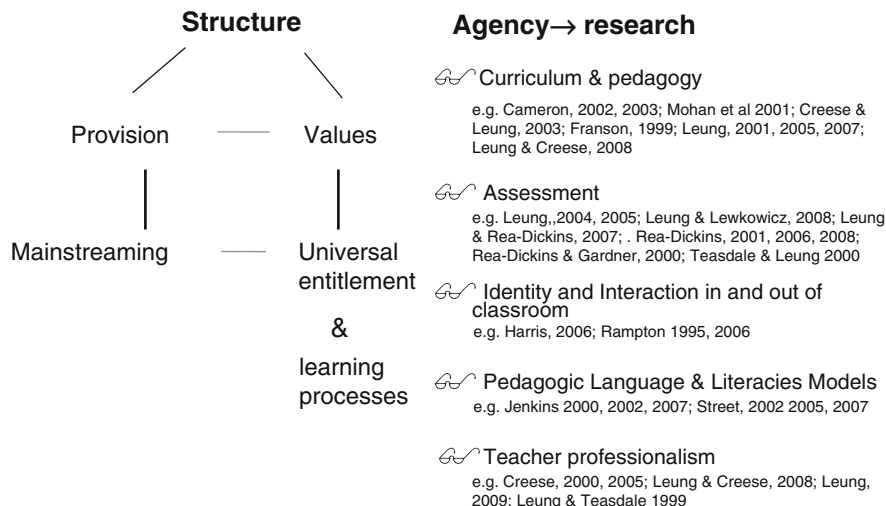 Structure
Provision
Values
Mainstreaming
Universal
entitlement
&
learning
processes
Agency→ research
Curriculum & pedagogy
e.g. Cameron, 2002, 2003; Mohan et al 2001; Creese &
Leung, 2003; Franson, 1999; Leung, 2001, 2005, 2007;
Leung & Creese, 2008
Assessment
e.g. Leung,,2004, 2005; Leung & Lewkowicz, 2008; Leung
& Rea-Dickins, 2007; . Rea-Dickins, 2001, 2006, 2008;
Rea-Dickins & Gardner, 2000; Teasdale & Leung 2000
Identity and Interaction in and out of
classroom
e.g. Harris, 2006; Rampton 1995, 2006
Pedagogic Language & Literacies Models
e.g. Jenkins 2000, 2002, 2007; Street, 2002 2005, 2007
Teacher professionalism
e.g. Creese, 2000, 2005; Leung & Creese, 2008; Leung,
2009; Leung & Teasdale 1999